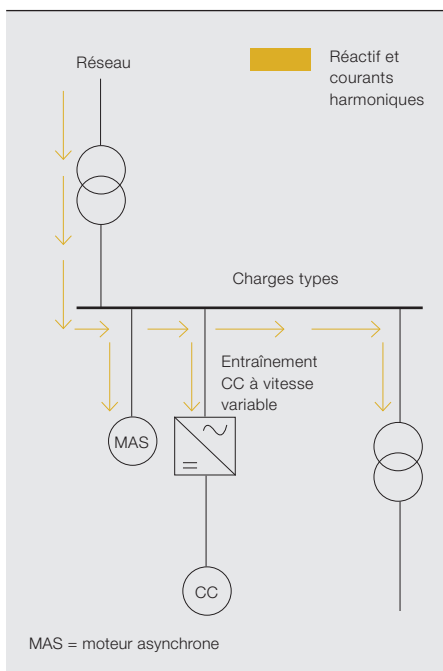 Réseau
Réactif et
courants
harmoniques
Charges types
Entraînement
CC à vitesse
variable
MAS
CC
MAS = moteur asynchrone